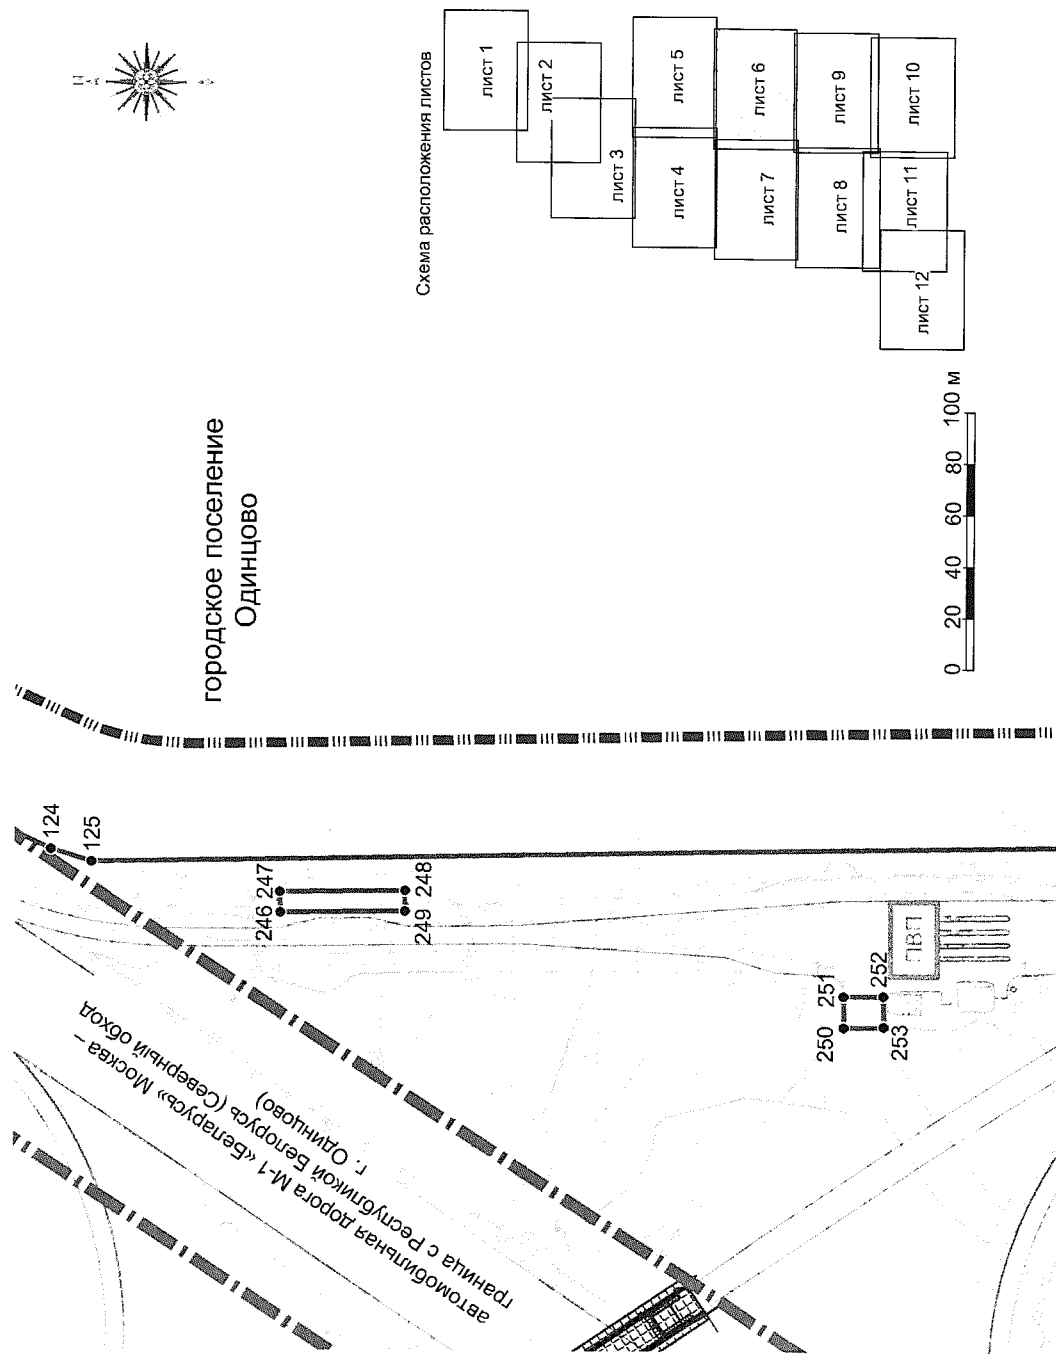 Схема расположения листов
лист 1
лист 2
лист 3
лист 4
лист 5
лист 6
лист 7
лист 8
лист 9
лист 10
лист 11
лист 12
городское поселение
Одинцово
0 20 40 60 80 100 м
124
125
246 247
249 248
250 251
253 252
ПВП
автомобильная дорога М-1 «Беларусь» Москва –
граница с Республикой Белорусь (Северный обход
г. Одинцово)